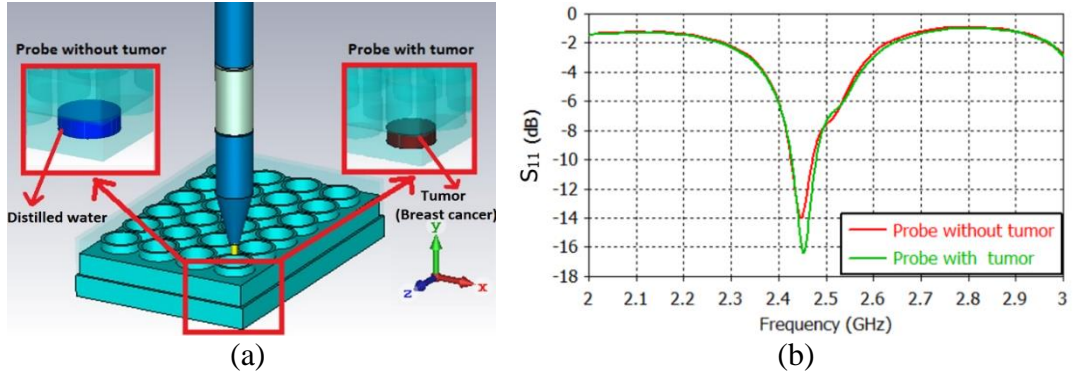 Probe without tumor
Probe with tumor
Distilled water
Tumor
(Breast cancer)
y
z
x
(a)
0
-2
-4
-6
-8
-10
-12
-14
-16
-18
S11 (dB)
Probe without tumor
Probe with tumor
2 2.1 2.2 2.3 2.4 2.5 2.6 2.7 2.8 2.9 3
Frequency (GHz)
(b)